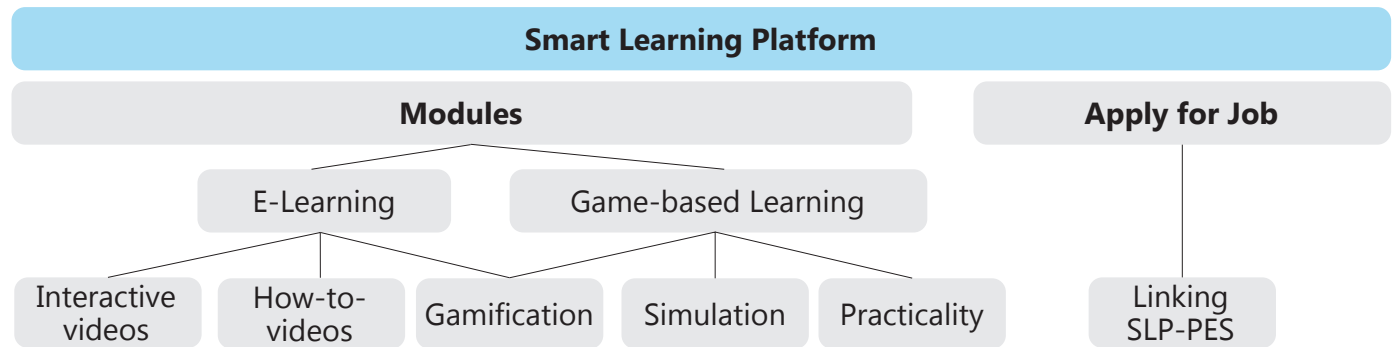 Smart Learning Platform
Modules
Apply for Job
E-Learning
Game-based Learning
Interactive
videos
How-to-
videos
Gamification
Simulation
Practicality
Linking
SLP-PES